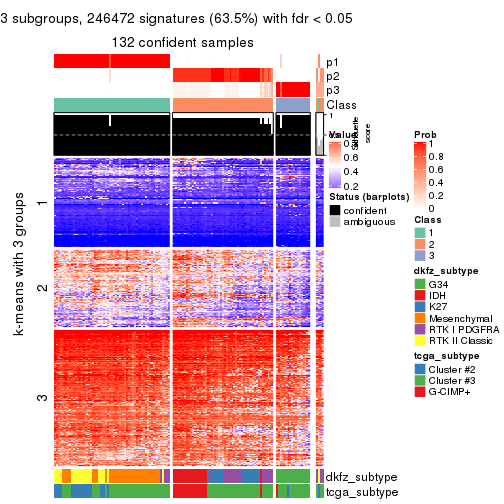 3 subgroups, 246472 signatures (63.5%) with fdr < 0.05
132 confident samples
p1
p2
p3
Class
1
Silhouette
score
k-means with 3 groups
1
2
3
dkfz_subtype
tcga_subtype
Value
0.8
0.6
0.4
0.2
Status (barplots)
confident
ambiguous
Prob
1
0.8
0.6
0.4
0.2
0
Class
1
2
3
dkfz_subtype
G34
IDH
K27
Mesenchymal
RTK I PDGFRA
RTK II Classic
tcga_subtype
Cluster #2
Cluster #3
G-CIMP+